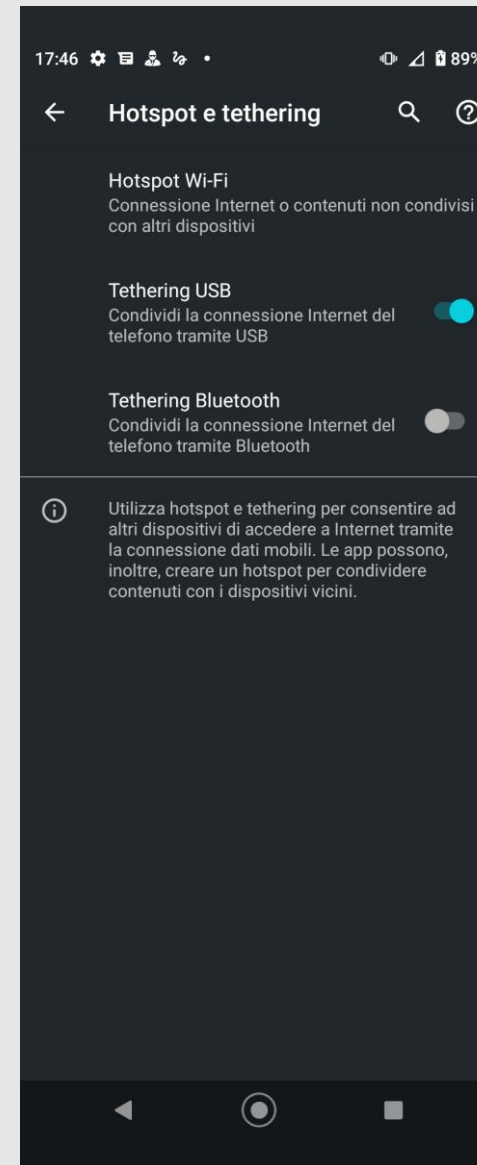 17:46 89%
Hotspot e tethering
Hotspot Wi-Fi
Connessione Internet o contenuti non condivisi
con altri dispositivi
Tethering USB
Condividi la connessione Internet del
telefono tramite USB
Tethering Bluetooth
Condividi la connessione Internet del
telefono tramite Bluetooth
Utilizza hotspot e tethering per consentire ad
altri dispositivi di accedere a Internet tramite
la connessione dati mobili. Le app possono,
inoltre, creare un hotspot per condividere
contenuti con i dispositivi vicini.